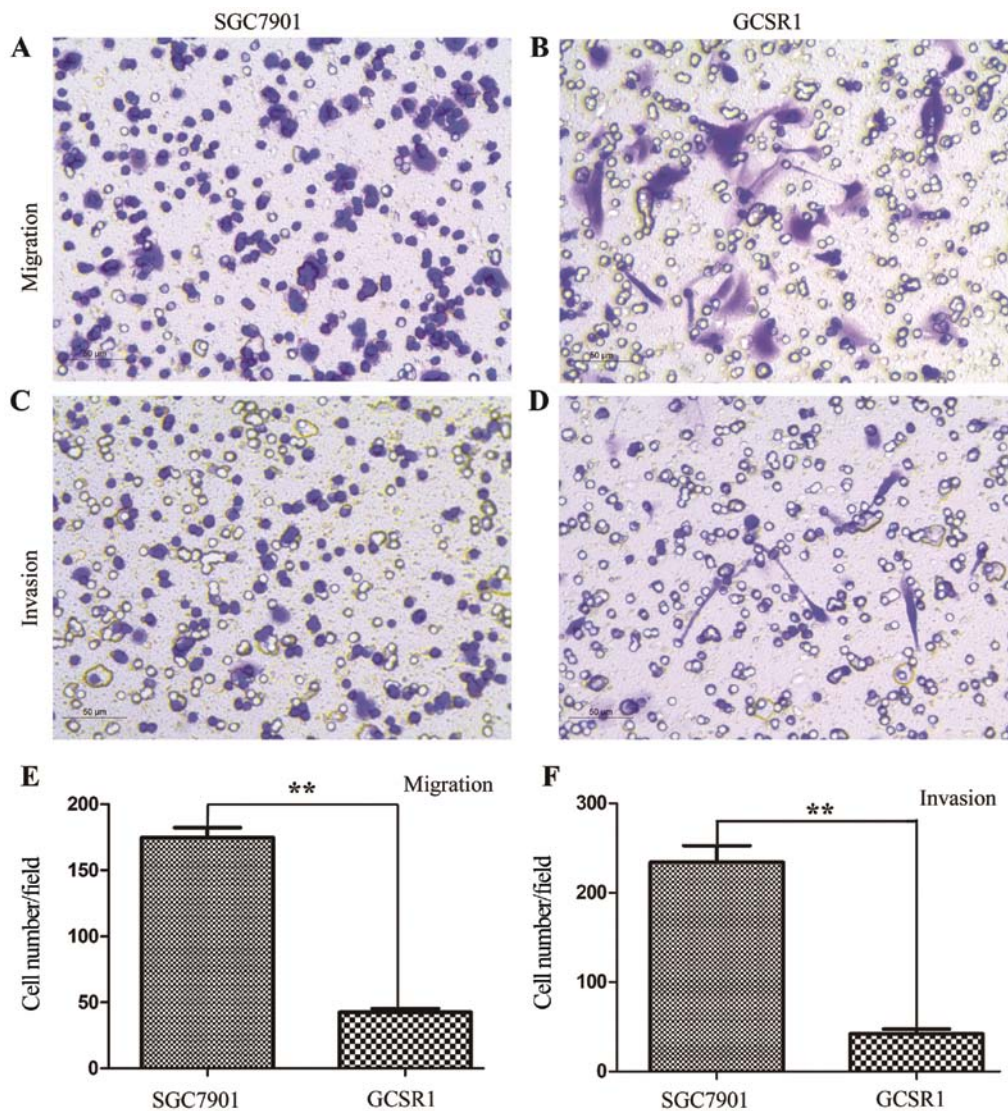 SGC7901
GCSR1
A
B
Migration
50 µm
50 µm
C
D
Invasion
50 µm
50 µm
E
Migration
**
200
150
100
50
0
Cell number/field
SGC7901
GCSR1
F
Invasion
**
300
200
100
0
Cell number/field
SGC7901
GCSR1